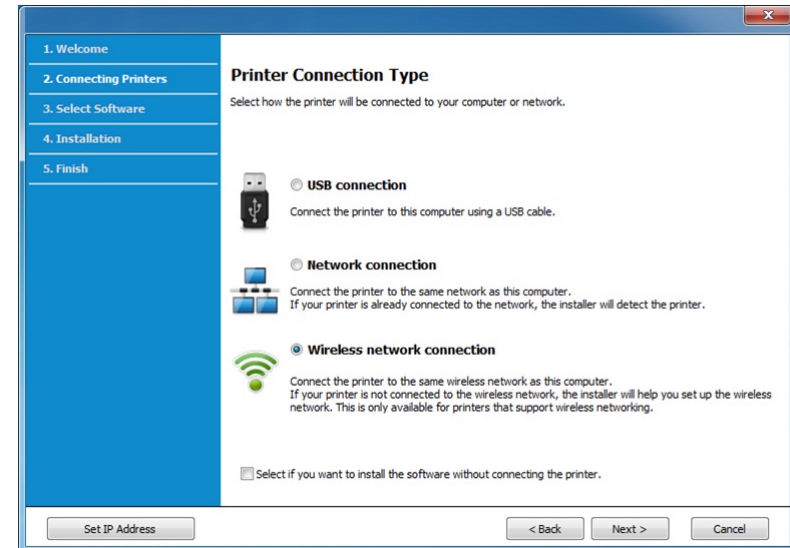 1. Welcome
2. Connecting Printers
3. Select Software
4. Installation
5. Finish
Printer Connection Type
Select how the printer will be connected to your computer or network.
USB connection
Connect the printer to this computer using a USB cable.
Network connection
Connect the printer to the same network as this computer.
If your printer is already connected to the network, the installer will detect the printer.
Wireless network connection
Connect the printer to the same wireless network as this computer.
If your printer is not connected to the wireless network, the installer will help you set up the wireless
network. This is only available for printers that support wireless networking.
Select if you want to install the software without connecting the printer.
Set IP Address
< Back
Next >
Cancel